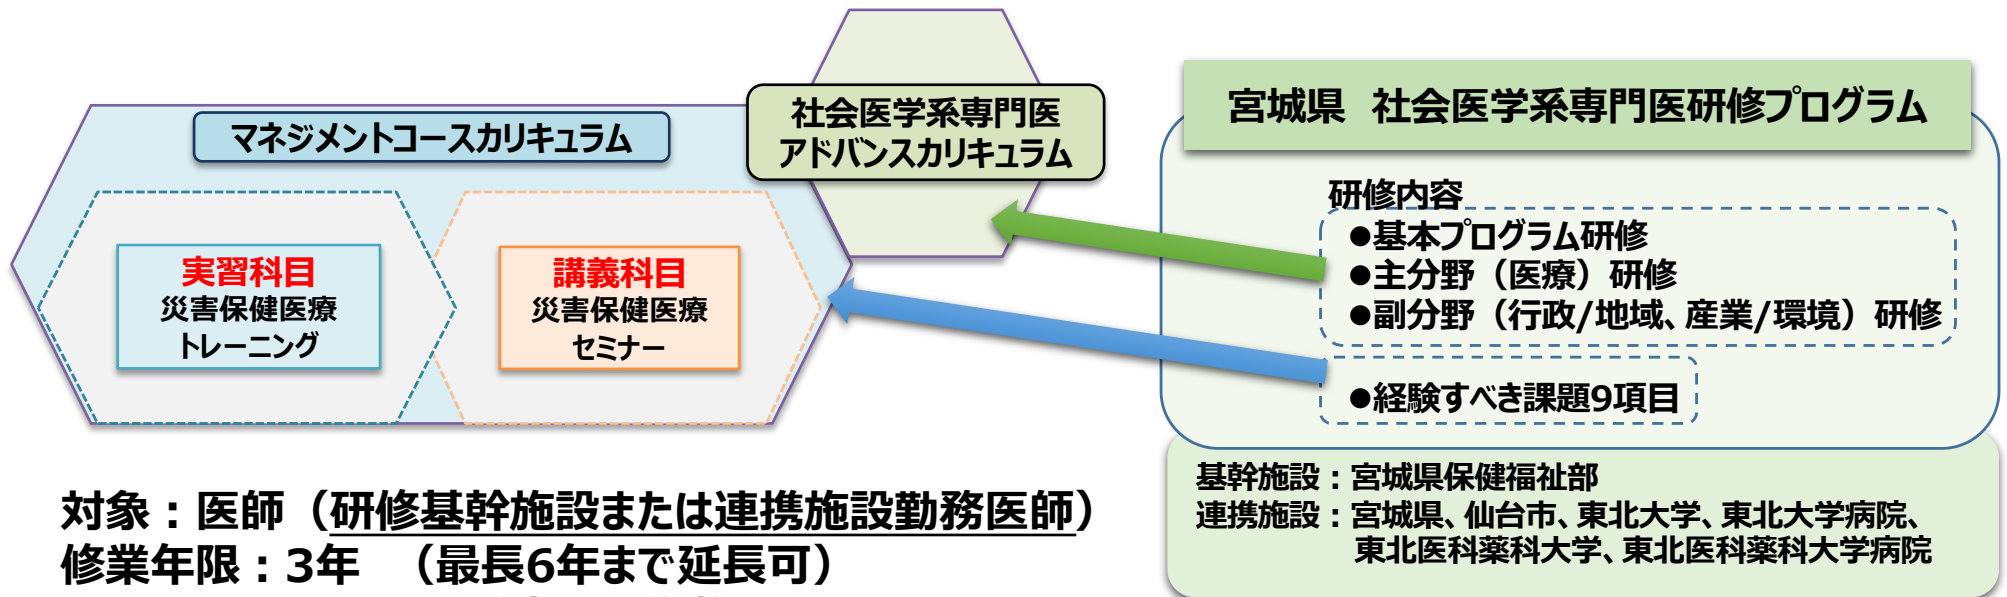 マネジメントコースカリキュラム
社会医学系専門医
アドバンスカリキュラム
実習科目
災害保健医療
トレーニング
講義科目
災害保健医療
セミナー
宮城県 社会医学系専門医研修プログラム
研修内容
●基本プログラム研修
●主分野（医療）研修
●副分野（行政/地域、産業/環境）研修
●経験すべき課題9項目
基幹施設：宮城県保健福祉部
連携施設：宮城県、仙台市、東北大学、東北大学病院、
東北医科薬科大学、東北医科薬科大学病院
対象：医師（研修基幹施設または連携施設勤務医師）
修業年限：3年 （最長6年まで延長可）